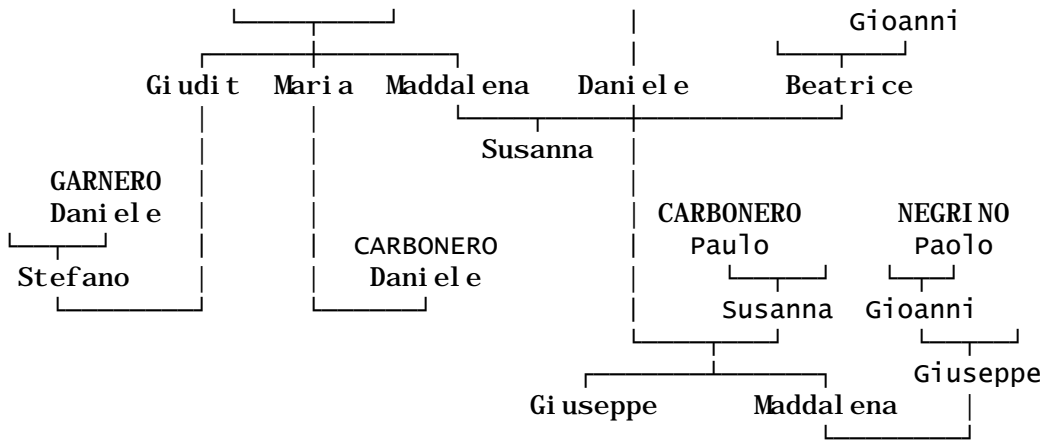 Gioanni
Giudit Maria Maddalena Daniele Beatrice
Susanna
GARNERO
Daniele CARBONERO NEGRINO
CARBONERO Paulo Paolo
Stefano Daniele
Susanna Gioanni
Giuseppe
Giuseppe Maddalena